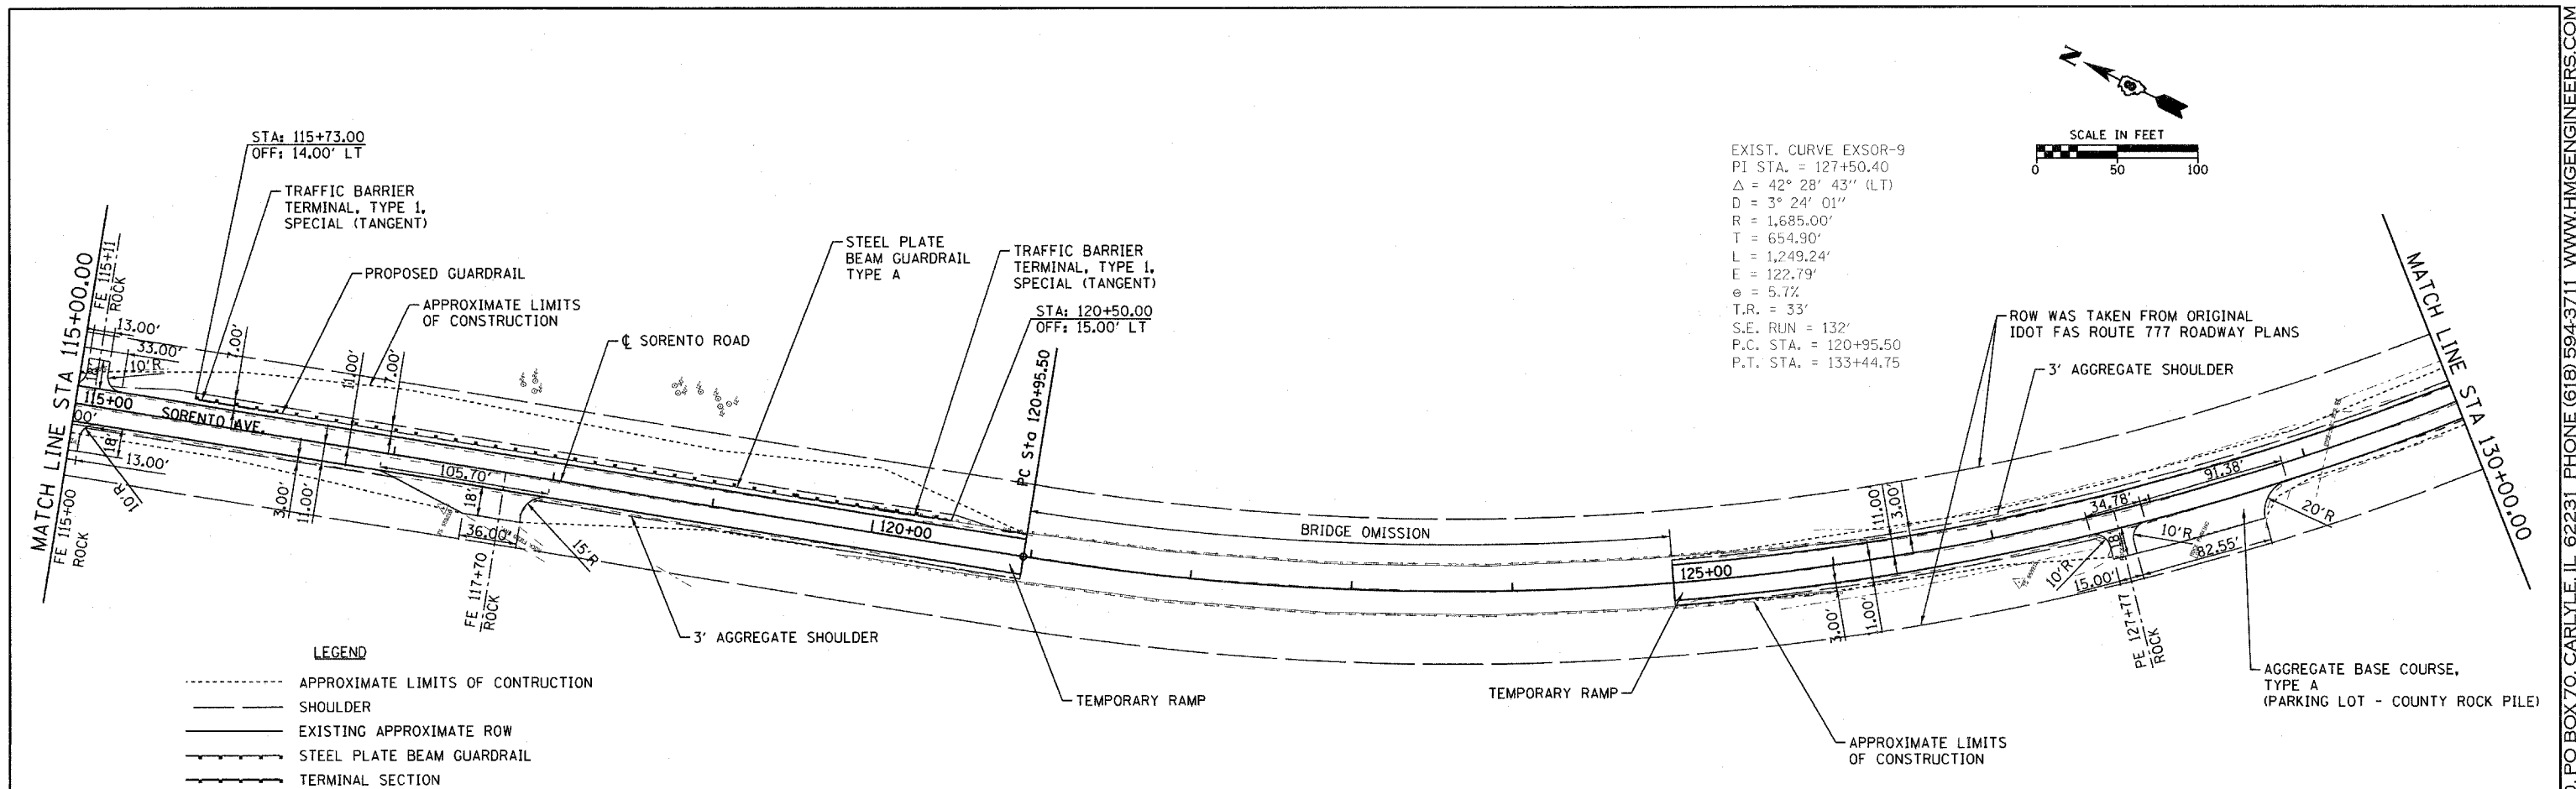 STA: 115+73.00
OFF: 14.00' LT
TRAFFIC BARRIER
TERMINAL, TYPE 1,
SPECIAL (TANGENT)
PROPOSED GUARDRAIL
APPROXIMATE LIMITS
OF CONSTRUCTION
℄ SORENTO ROAD
STEEL PLATE
BEAM GUARDRAIL
TYPE A
TRAFFIC BARRIER
TERMINAL, TYPE 1,
SPECIAL (TANGENT)
STA: 120+50.00
OFF: 15.00' LT
PC Sta 120+95.50
MATCH LINE STA 115+00.00
FE 115+11
ROCK
13.00'
33.00'
10'R
18'
7.00'
11.00'
7.00'
115+00
SORENTO AVE.
00'
18'
13.00'
10'R
FE 115+00
ROCK
3.00'
11.00'
105.70'
18'
36.00'
15'R
FE 117+70
ROCK
120+00
3' AGGREGATE SHOULDER
TEMPORARY RAMP
BRIDGE OMISSION
EXIST. CURVE EXSOR-9
PI STA. = 127+50.40
△ = 42° 28' 43'' (LT)
D = 3° 24' 01''
R = 1,685.00'
T = 654.90'
L = 1,249.24'
E = 122.79'
e = 5.7%
T.R. = 33'
S.E. RUN = 132'
P.C. STA. = 120+95.50
P.T. STA. = 133+44.75
N
SCALE IN FEET
0 50 100
ROW WAS TAKEN FROM ORIGINAL
IDOT FAS ROUTE 777 ROADWAY PLANS
3' AGGREGATE SHOULDER
MATCH LINE STA 130+00.00
11.00'
3.00'
125+00
3.00'
11.00'
34.78'
91.38'
10'R
18'
10'R
82.55'
15.00'
20'R
PE 127+77
ROCK
TEMPORARY RAMP
APPROXIMATE LIMITS
OF CONSTRUCTION
AGGREGATE BASE COURSE,
TYPE A
(PARKING LOT - COUNTY ROCK PILE)
LEGEND
APPROXIMATE LIMITS OF CONTRUCTION
SHOULDER
EXISTING APPROXIMATE ROW
STEEL PLATE BEAM GUARDRAIL
TERMINAL SECTION
PO BOX 70, CARLYLE, IL 62231 PHONE (618) 594-3711 WWW.HMGENGINEERS.COM